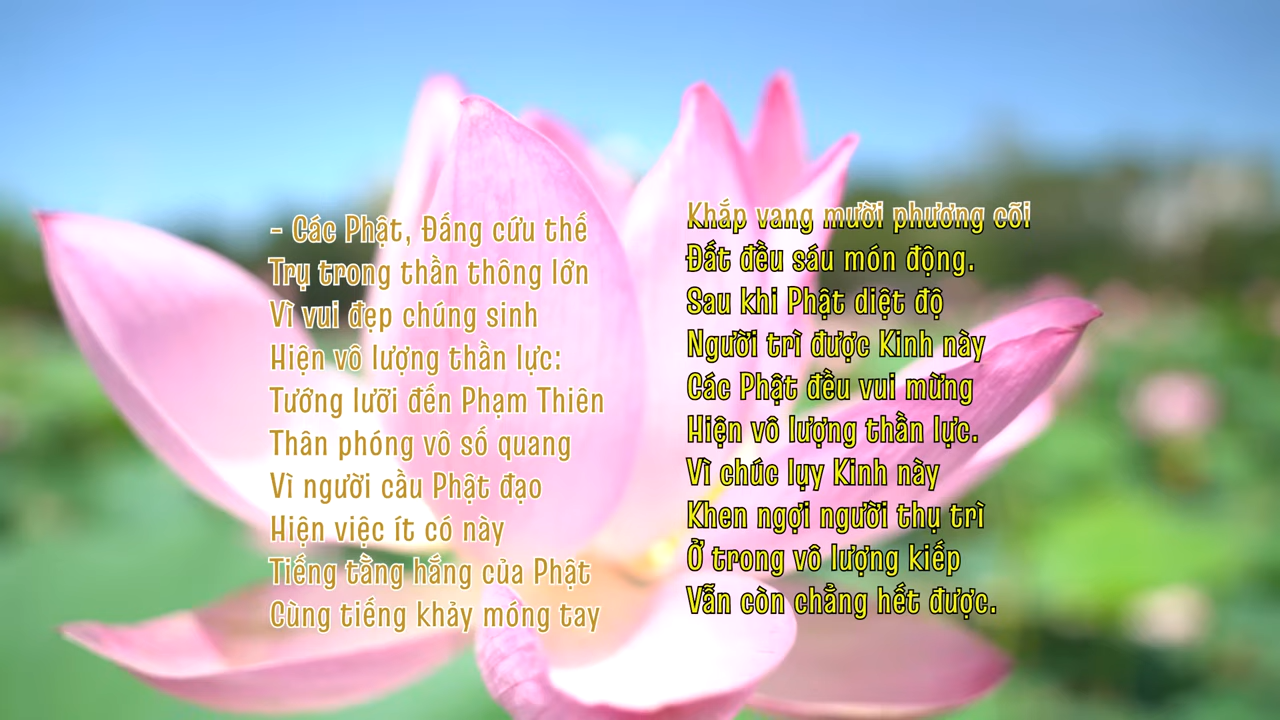 - Các Phật, Đấng cứu thế
Trụ trong thần thông lớn
Vì vui đẹp chúng sinh
Hiện vô lượng thần lực:
Tướng lưỡi đến Phạm Thiên
Thân phóng vô số quang
Vì người cầu Phật đạo
Hiện việc ít có này
Tiếng tằng hắng của Phật
Cùng tiếng khảy móng tay
Khắp vang mười phương cõi
Đất đều sáu món động.
Sau khi Phật diệt độ
Người trì được Kinh này
Các Phật đều vui mừng
Hiện vô lượng thần lực.
Vì chúc lụy Kinh này
Khen ngợi người thụ trì
Ở trong vô lượng kiếp
Vẫn còn chẳng hết được.